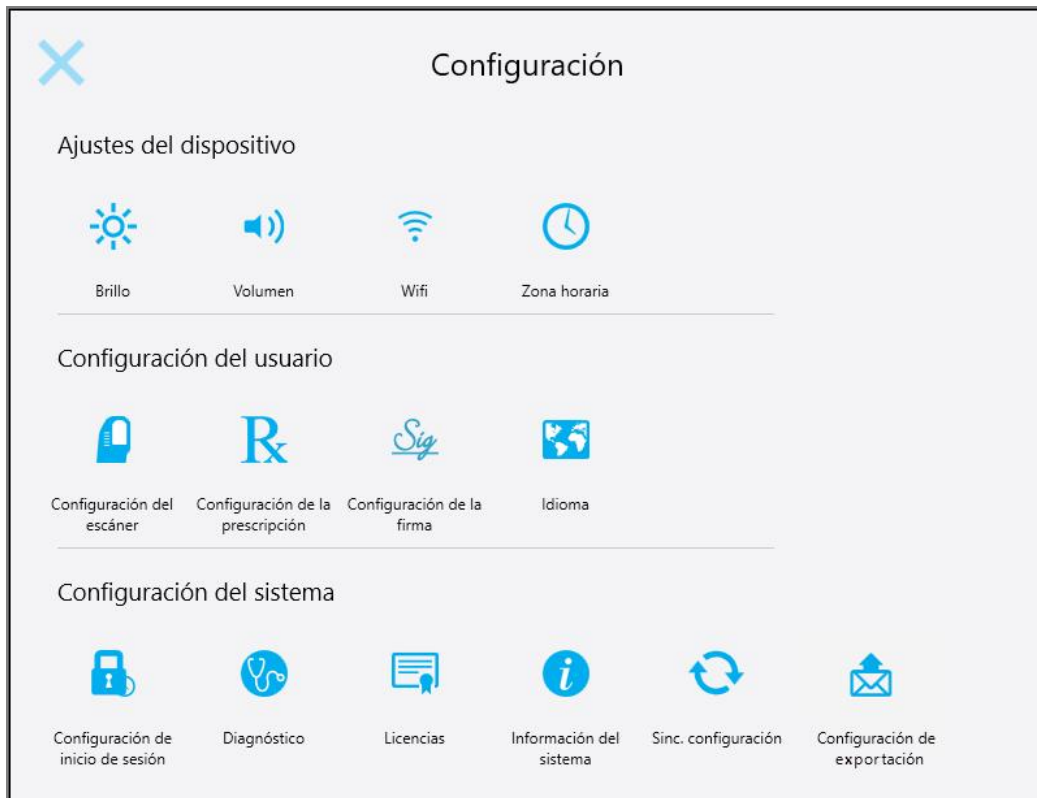 Configuración
Ajustes del dispositivo
Brillo
Volumen
Wifi
Zona horaria
Configuración del usuario
Rx
Sig
Configuración del
escáner
Configuración de la
prescripción
Configuración de la
firma
Idioma
Configuración del sistema
i
Configuración de
inicio de sesión
Diagnóstico
Licencias
Información del
sistema
Sinc. configuración
Configuración de
exportación